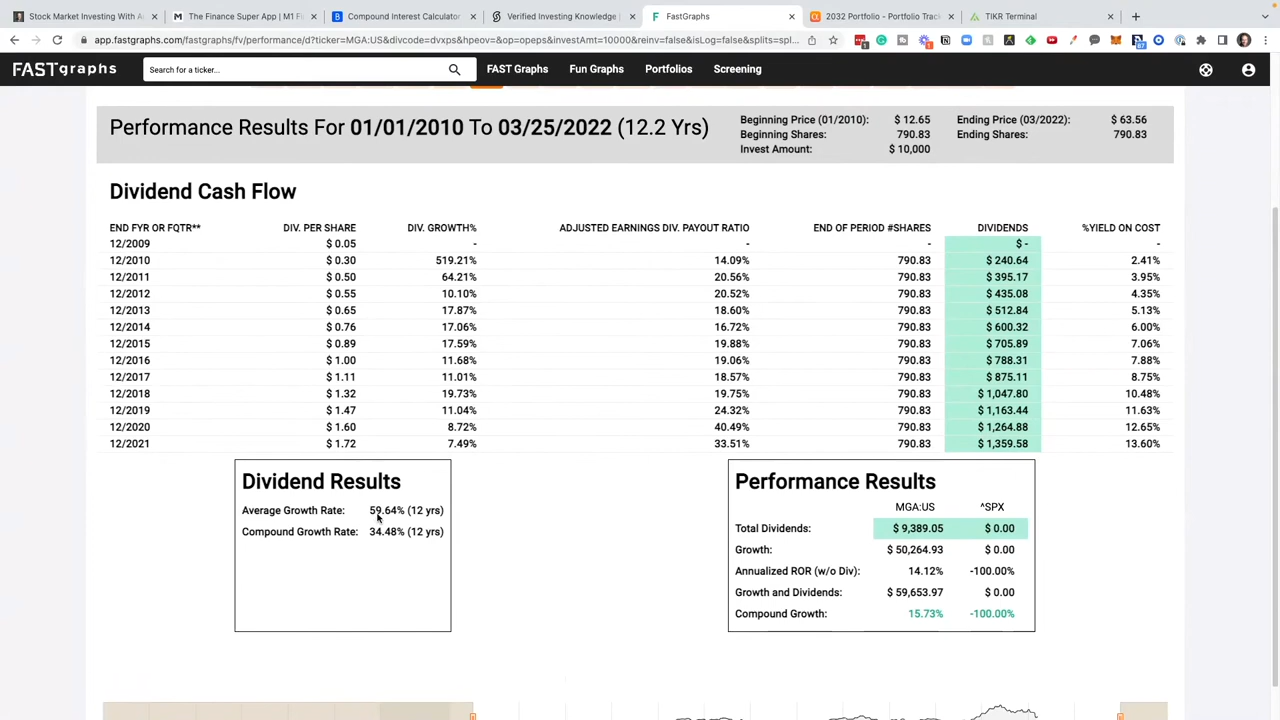 Stock Market Investing With A
The Finance Super App | M1 Fi
Compound Interest Calculator
Verified Investing Knowledge |
FastGraphs
2032 Portfolio - Portfolio Track
TIKR Terminal
app.fastgraphs.com/fastgraphs/fv/performance/d?ticker=MGA:US&divcode=dvxps&hpeov=&op=opeps&investAmt=10000&reinv=false&isLog=false&splits=spl...
FASTgraphs
Search for a ticker...
FAST Graphs
Fun Graphs
Portfolios
Screening
Performance Results For 01/01/2010 To 03/25/2022 (12.2 Yrs)
Beginning Price (01/2010): $ 12.65 Ending Price (03/2022): $ 63.56
Beginning Shares: 790.83 Ending Shares: 790.83
Invest Amount: $ 10,000
Dividend Cash Flow
END FYR OR FQTR** DIV. PER SHARE DIV. GROWTH% ADJUSTED EARNINGS DIV. PAYOUT RATIO END OF PERIOD #SHARES DIVIDENDS %YIELD ON COST
12/2009 $ 0.05 - - - $ - -
12/2010 $ 0.30 519.21% 14.09% 790.83 $ 240.64 2.41%
12/2011 $ 0.50 64.21% 20.56% 790.83 $ 395.17 3.95%
12/2012 $ 0.55 10.10% 20.52% 790.83 $ 435.08 4.35%
12/2013 $ 0.65 17.87% 18.60% 790.83 $ 512.84 5.13%
12/2014 $ 0.76 17.06% 16.72% 790.83 $ 600.32 6.00%
12/2015 $ 0.89 17.59% 19.88% 790.83 $ 705.89 7.06%
12/2016 $ 1.00 11.68% 19.06% 790.83 $ 788.31 7.88%
12/2017 $ 1.11 11.01% 18.57% 790.83 $ 875.11 8.75%
12/2018 $ 1.32 19.73% 19.75% 790.83 $ 1,047.80 10.48%
12/2019 $ 1.47 11.04% 24.32% 790.83 $ 1,163.44 11.63%
12/2020 $ 1.60 8.72% 40.49% 790.83 $ 1,264.88 12.65%
12/2021 $ 1.72 7.49% 33.51% 790.83 $ 1,359.58 13.60%
Dividend Results
Average Growth Rate: 59.64% (12 yrs)
Compound Growth Rate: 34.48% (12 yrs)
Performance Results
MGA:US ^SPX
Total Dividends: $ 9,389.05 $ 0.00
Growth: $ 50,264.93 $ 0.00
Annualized ROR (w/o Div): 14.12% -100.00%
Growth and Dividends: $ 59,653.97 $ 0.00
Compound Growth: 15.73% -100.00%